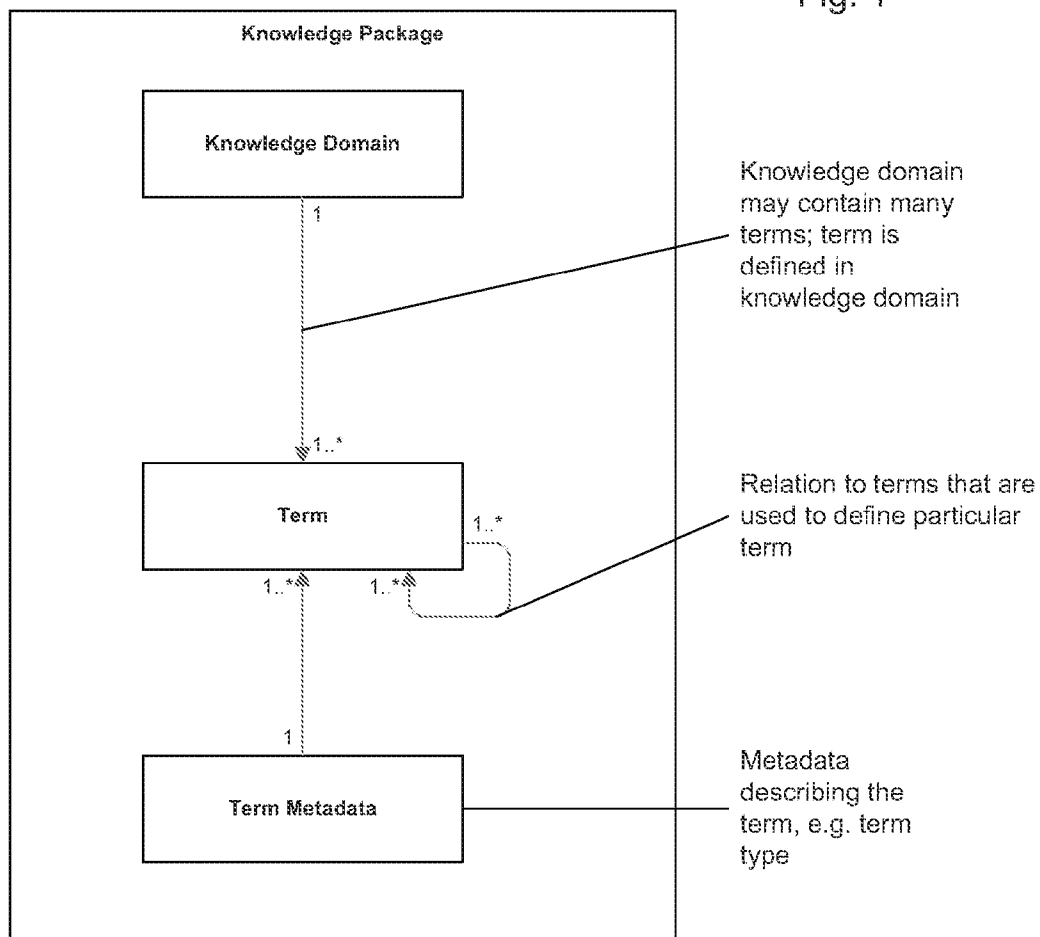 Knowledge Package
Knowledge Domain
1
Knowledge domain
may contain many
terms; term is
defined in
knowledge domain
1..*
Term
1..*
Relation to terms that are
used to define particular
term
1..*
1..*
1
Term Metadata
Metadata
describing the
term, e.g. term
type